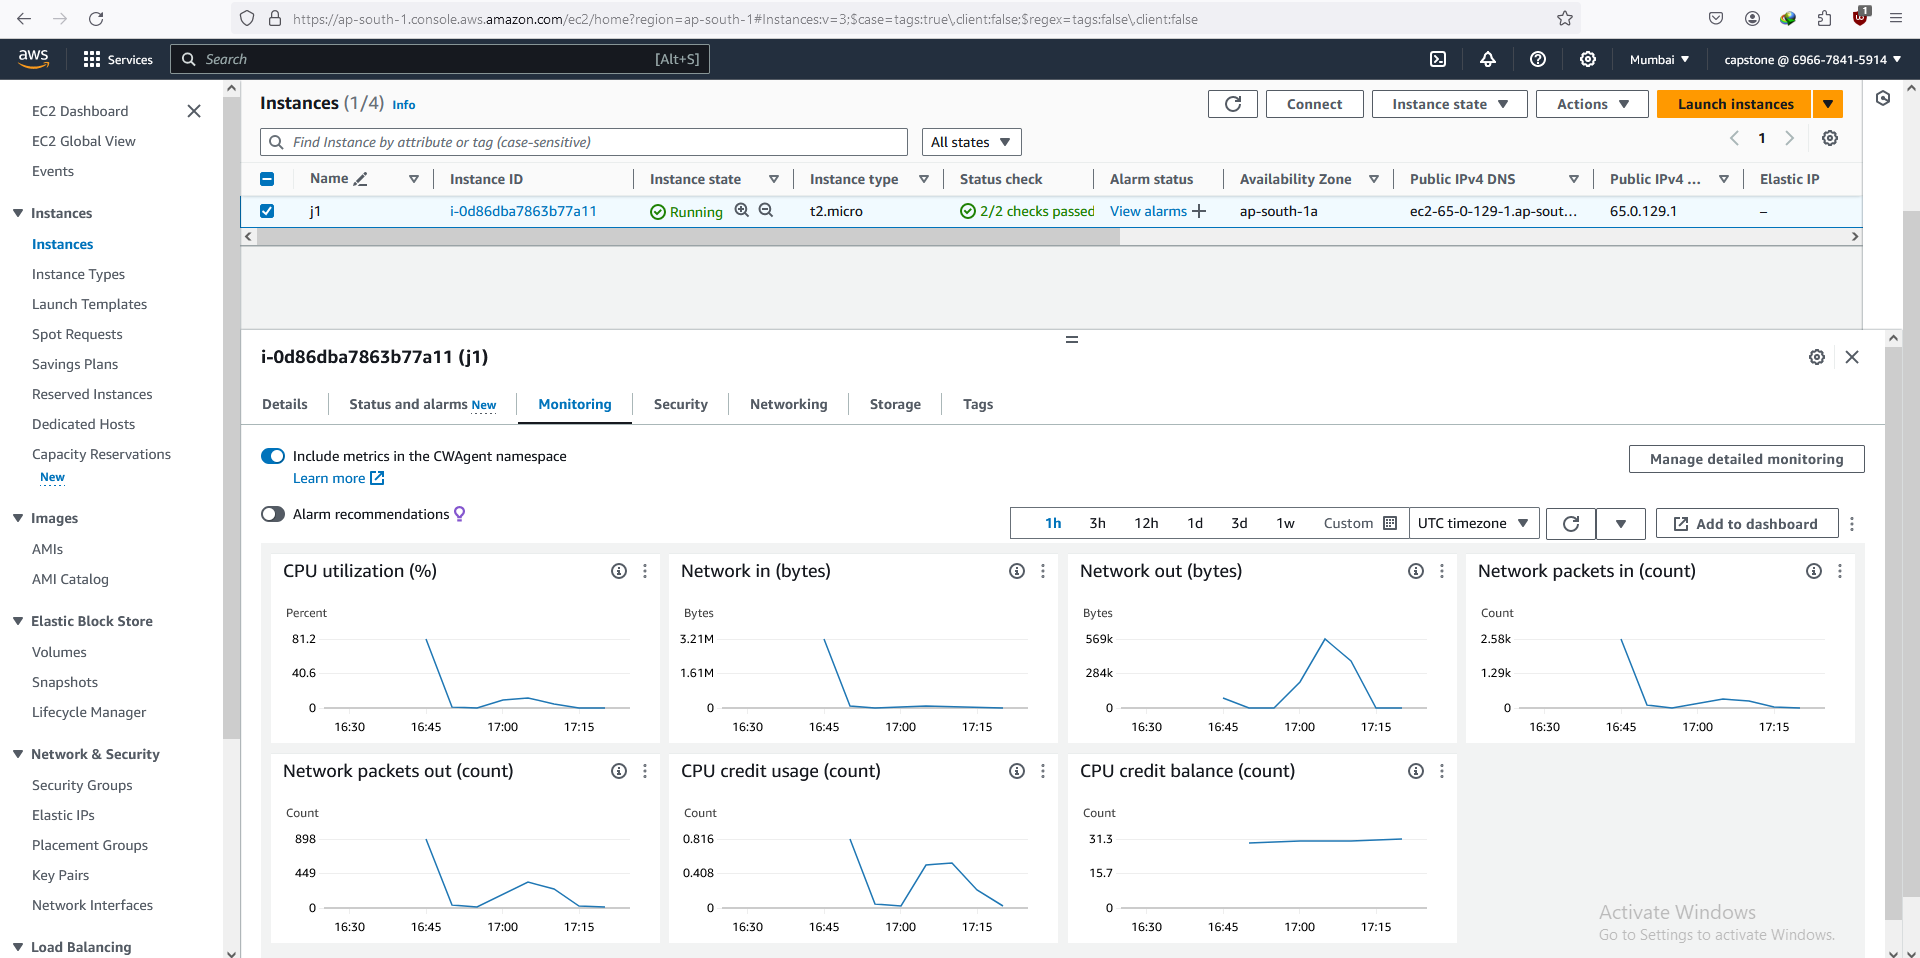 https://ap-south-1.console.aws.amazon.com/ec2/home?region=ap-south-1#Instances:v=3;$case=tags:true\,client:false;$regex=tags:false\,client:false
1
aws
Services
Search
[Alt+S]
Mumbai
capstone @ 6966-7841-5914
EC2 Dashboard
EC2 Global View
Events
Instances
Instances
Instance Types
Launch Templates
Spot Requests
Savings Plans
Reserved Instances
Dedicated Hosts
Capacity Reservations
New
Images
AMIs
AMI Catalog
Elastic Block Store
Volumes
Snapshots
Lifecycle Manager
Network & Security
Security Groups
Elastic IPs
Placement Groups
Key Pairs
Network Interfaces
Load Balancing
Instances (1/4) Info
Connect
Instance state
Actions
Launch instances
Find Instance by attribute or tag (case-sensitive)
All states
1
Name Instance ID Instance state Instance type Status check Alarm status Availability Zone Public IPv4 DNS Public IPv4 ... Elastic IP
j1 i-0d86dba7863b77a11 Running t2.micro 2/2 checks passed View alarms ap-south-1a ec2-65-0-129-1.ap-sout... 65.0.129.1 –
i-0d86dba7863b77a11 (j1)
Details Status and alarms New Monitoring Security Networking Storage Tags
Include metrics in the CWAgent namespace
Learn more
Manage detailed monitoring
Alarm recommendations
1h 3h 12h 1d 3d 1w Custom UTC timezone
Add to dashboard
CPU utilization (%)
Percent
81.2
40.6
0
16:30 16:45 17:00 17:15
Network in (bytes)
Bytes
3.21M
1.61M
0
16:30 16:45 17:00 17:15
Network out (bytes)
Bytes
569k
284k
0
16:30 16:45 17:00 17:15
Network packets in (count)
Count
2.58k
1.29k
0
16:30 16:45 17:00 17:15
Network packets out (count)
Count
898
449
0
16:30 16:45 17:00 17:15
CPU credit usage (count)
Count
0.816
0.408
0
16:30 16:45 17:00 17:15
CPU credit balance (count)
Count
31.3
15.7
0
16:30 16:45 17:00 17:15
Activate Windows
Go to Settings to activate Windows.